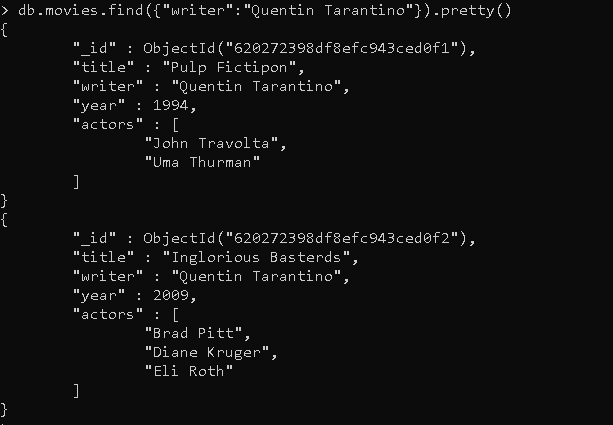 > db.movies.find({"writer":"Quentin Tarantino"}).pretty()
{
        "_id" : ObjectId("620272398df8efc943ced0f1"),
        "title" : "Pulp Fictipon",
        "writer" : "Quentin Tarantino",
        "year" : 1994,
        "actors" : [
                "John Travolta",
                "Uma Thurman"
        ]
}
{
        "_id" : ObjectId("620272398df8efc943ced0f2"),
        "title" : "Inglorious Basterds",
        "writer" : "Quentin Tarantino",
        "year" : 2009,
        "actors" : [
                "Brad Pitt",
                "Diane Kruger",
                "Eli Roth"
        ]
}